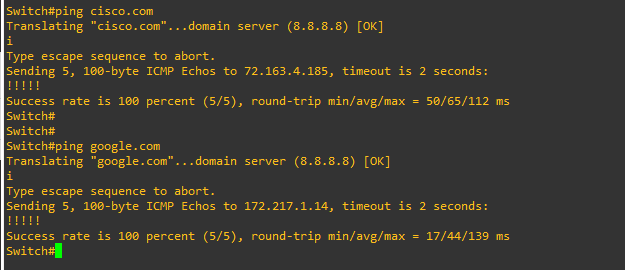 Switch#ping cisco.com
Translating "cisco.com"...domain server (8.8.8.8) [OK]
i
Type escape sequence to abort.
Sending 5, 100-byte ICMP Echos to 72.163.4.185, timeout is 2 seconds:
!!!!!
Success rate is 100 percent (5/5), round-trip min/avg/max = 50/65/112 ms
Switch#
Switch#
Switch#ping google.com
Translating "google.com"...domain server (8.8.8.8) [OK]
i
Type escape sequence to abort.
Sending 5, 100-byte ICMP Echos to 172.217.1.14, timeout is 2 seconds:
!!!!!
Success rate is 100 percent (5/5), round-trip min/avg/max = 17/44/139 ms
Switch#